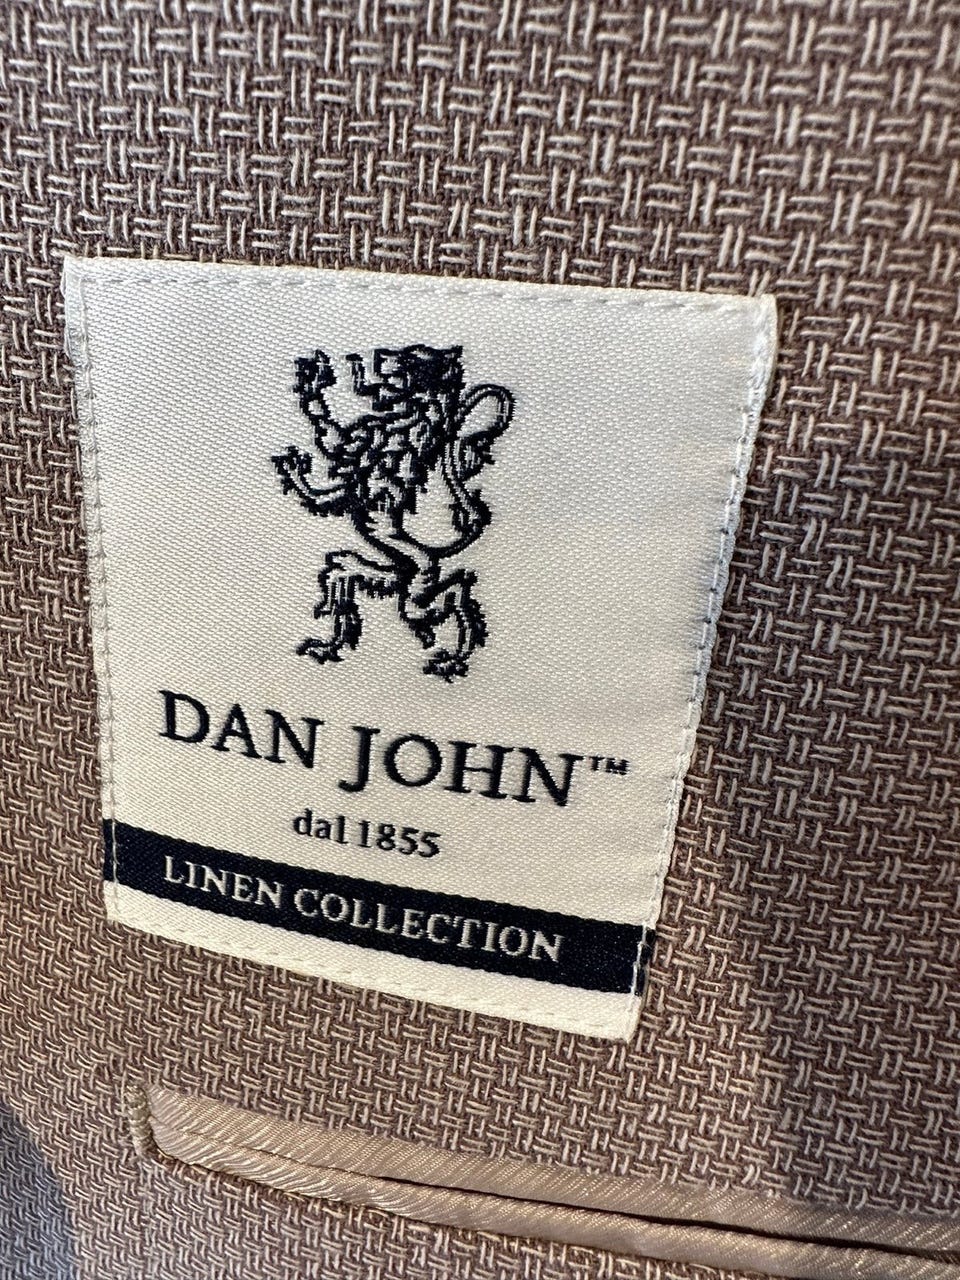 DAN JOHN™
dal 1855
LINEN COLLECTION